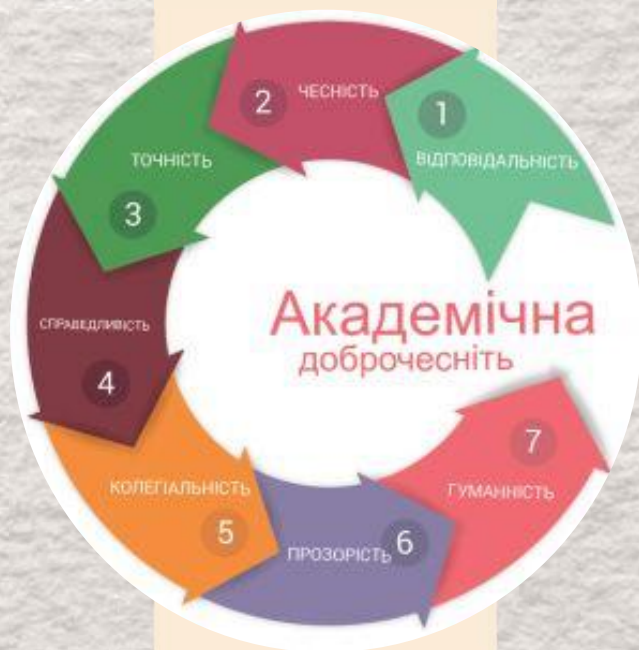 1
ВІДПОВІДАЛЬНІСТЬ
2
ЧЕСНІСТЬ
ТОЧНІСТЬ
3
СПРАВЕДЛИВІСТЬ
4
КОЛЕГІАЛЬНІСТЬ
5
ПРОЗОРІСТЬ
6
7
ГУМАННІСТЬ
Академічна
доброчесніть